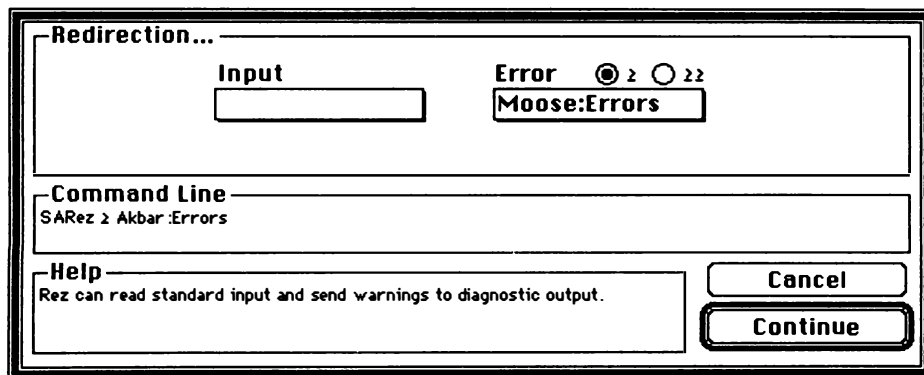 Redirection...
Input
Error ≥ ≥≥
Moose:Errors
Command Line
SARez ≥ Akbar:Errors
Help
Rez can read standard input and send warnings to diagnostic output.
Cancel
Continue